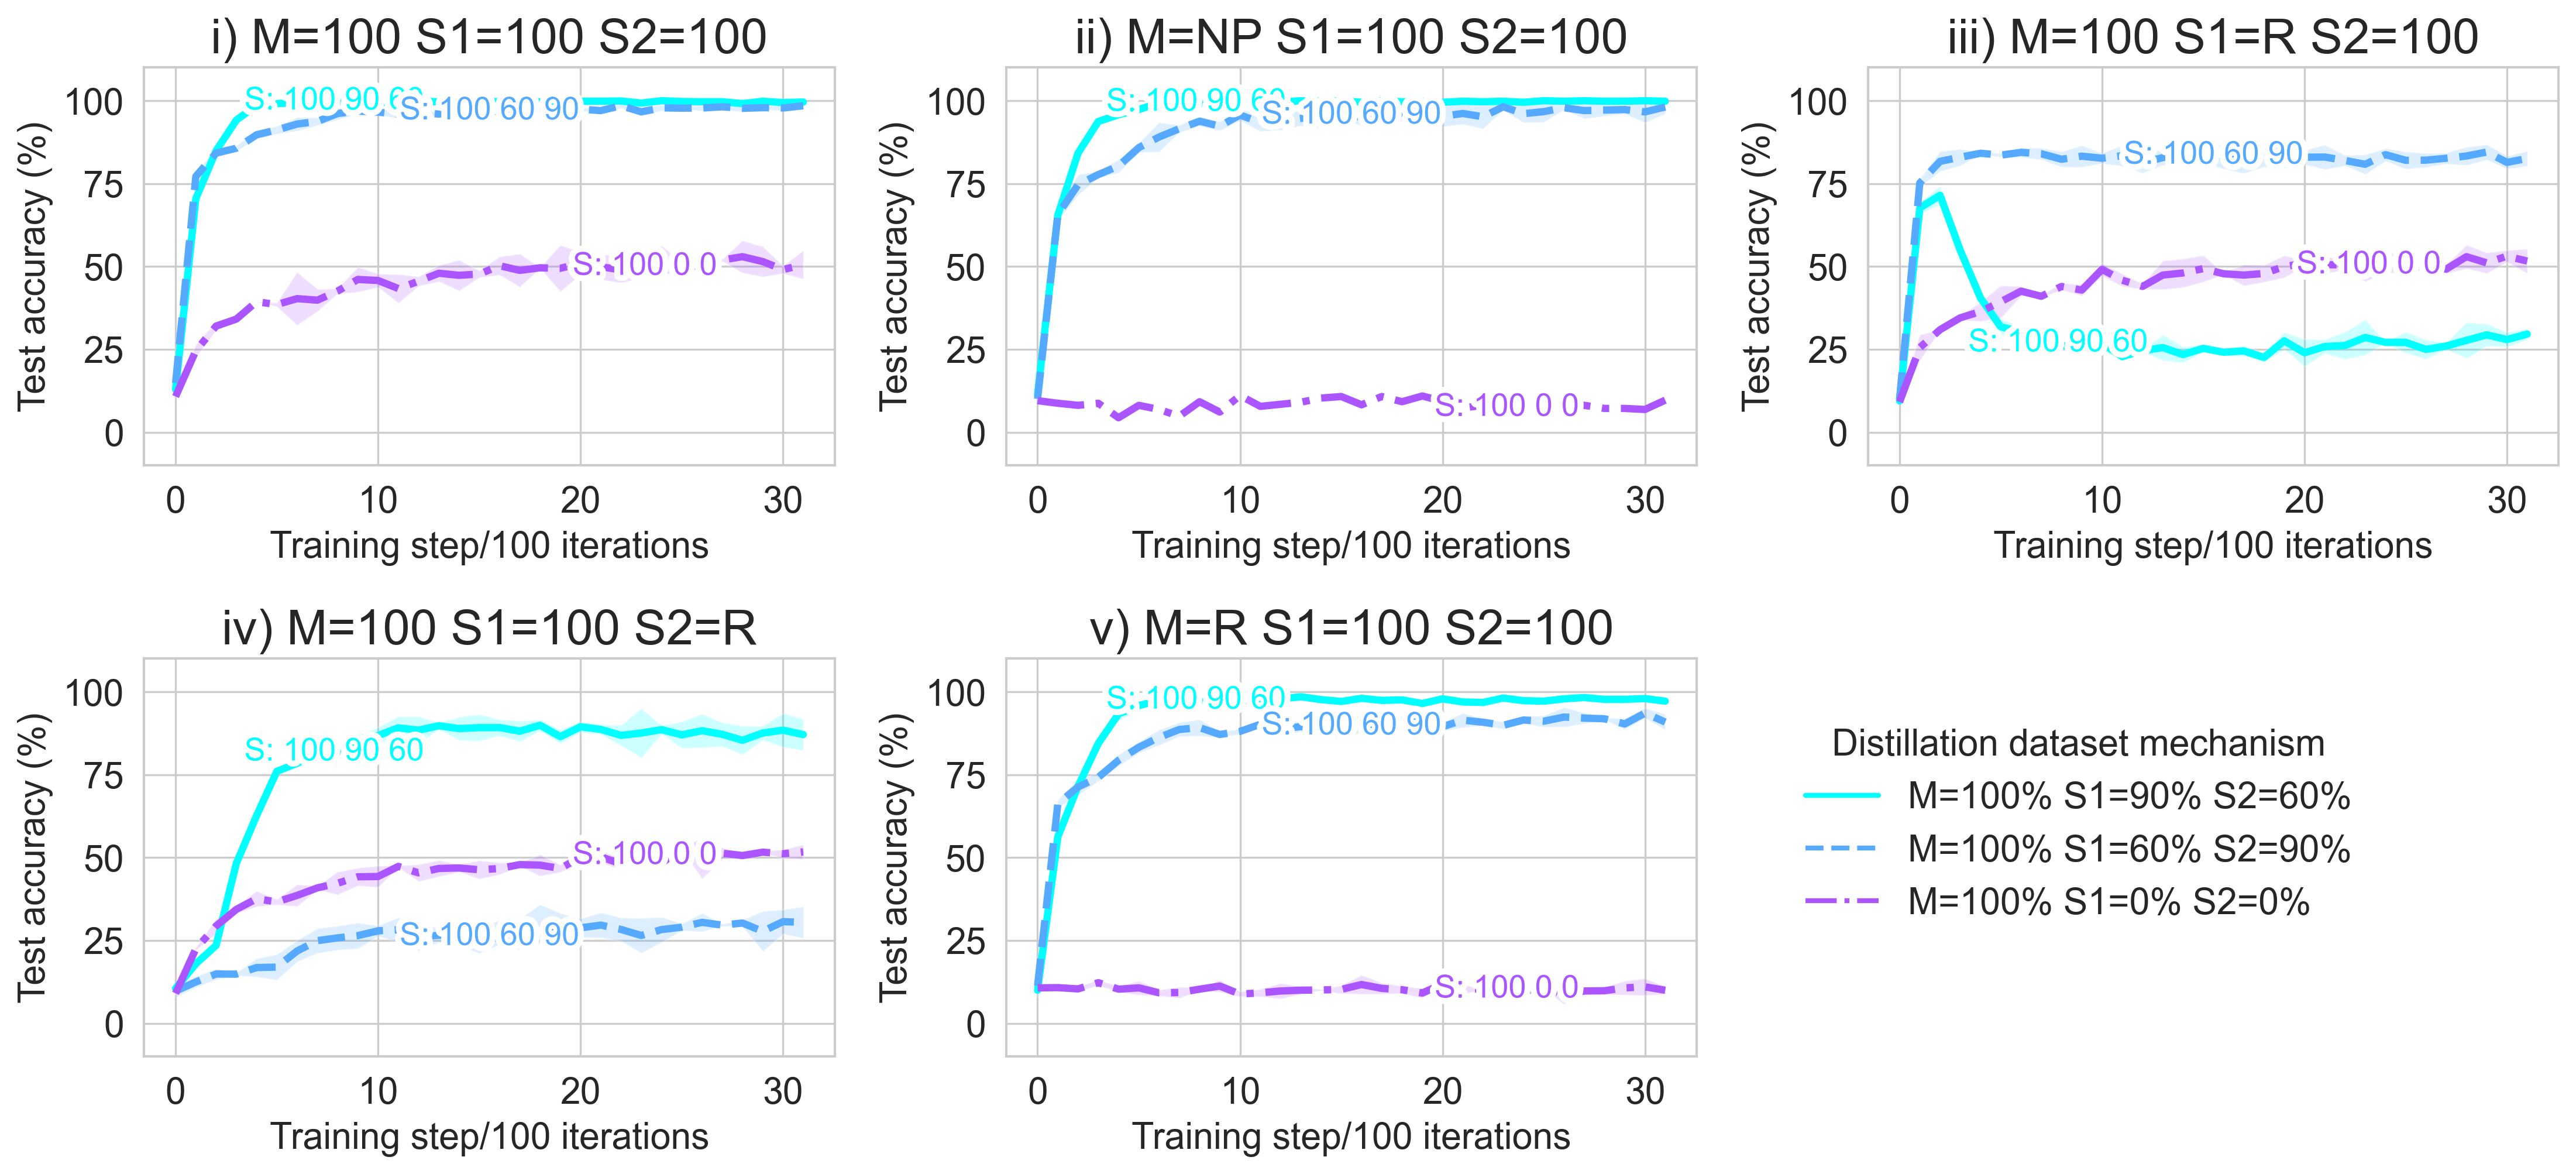 i) M=100 S1=100 S2=100
Test accuracy (%)
100
75
50
25
0
S: 100 90 60
S: 100 60 90
S: 100 0 0
0 10 20 30
Training step/100 iterations
ii) M=NP S1=100 S2=100
Test accuracy (%)
100
75
50
25
0
S: 100 90 60
S: 100 60 90
S: 100 0 0
0 10 20 30
Training step/100 iterations
iii) M=100 S1=R S2=100
Test accuracy (%)
100
75
50
25
0
S: 100 60 90
S: 100 0 0
S: 100 90 60
0 10 20 30
Training step/100 iterations
iv) M=100 S1=100 S2=R
Test accuracy (%)
100
75
50
25
0
S: 100 90 60
S: 100 0 0
S: 100 60 90
0 10 20 30
Training step/100 iterations
v) M=R S1=100 S2=100
Test accuracy (%)
100
75
50
25
0
S: 100 90 60
S: 100 60 90
S: 100 0 0
0 10 20 30
Training step/100 iterations
Distillation dataset mechanism
M=100% S1=90% S2=60%
M=100% S1=60% S2=90%
M=100% S1=0% S2=0%